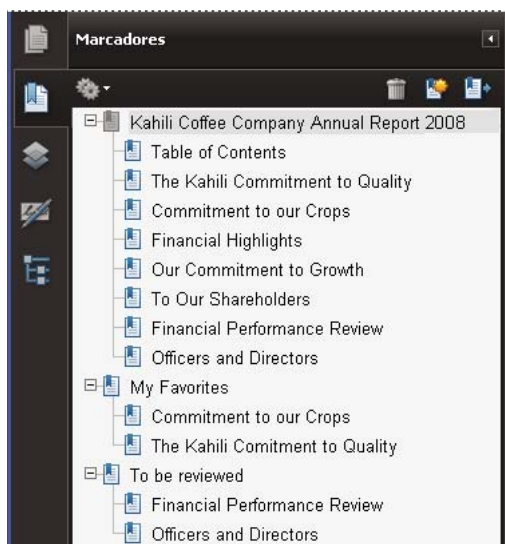 Marcadores
Kahili Coffee Company Annual Report 2008
Table of Contents
The Kahili Commitment to Quality
Commitment to our Crops
Financial Highlights
Our Commitment to Growth
To Our Shareholders
Financial Performance Review
Officers and Directors
My Favorites
Commitment to our Crops
The Kahili Comitment to Quality
To be reviewed
Financial Performance Review
Officers and Directors